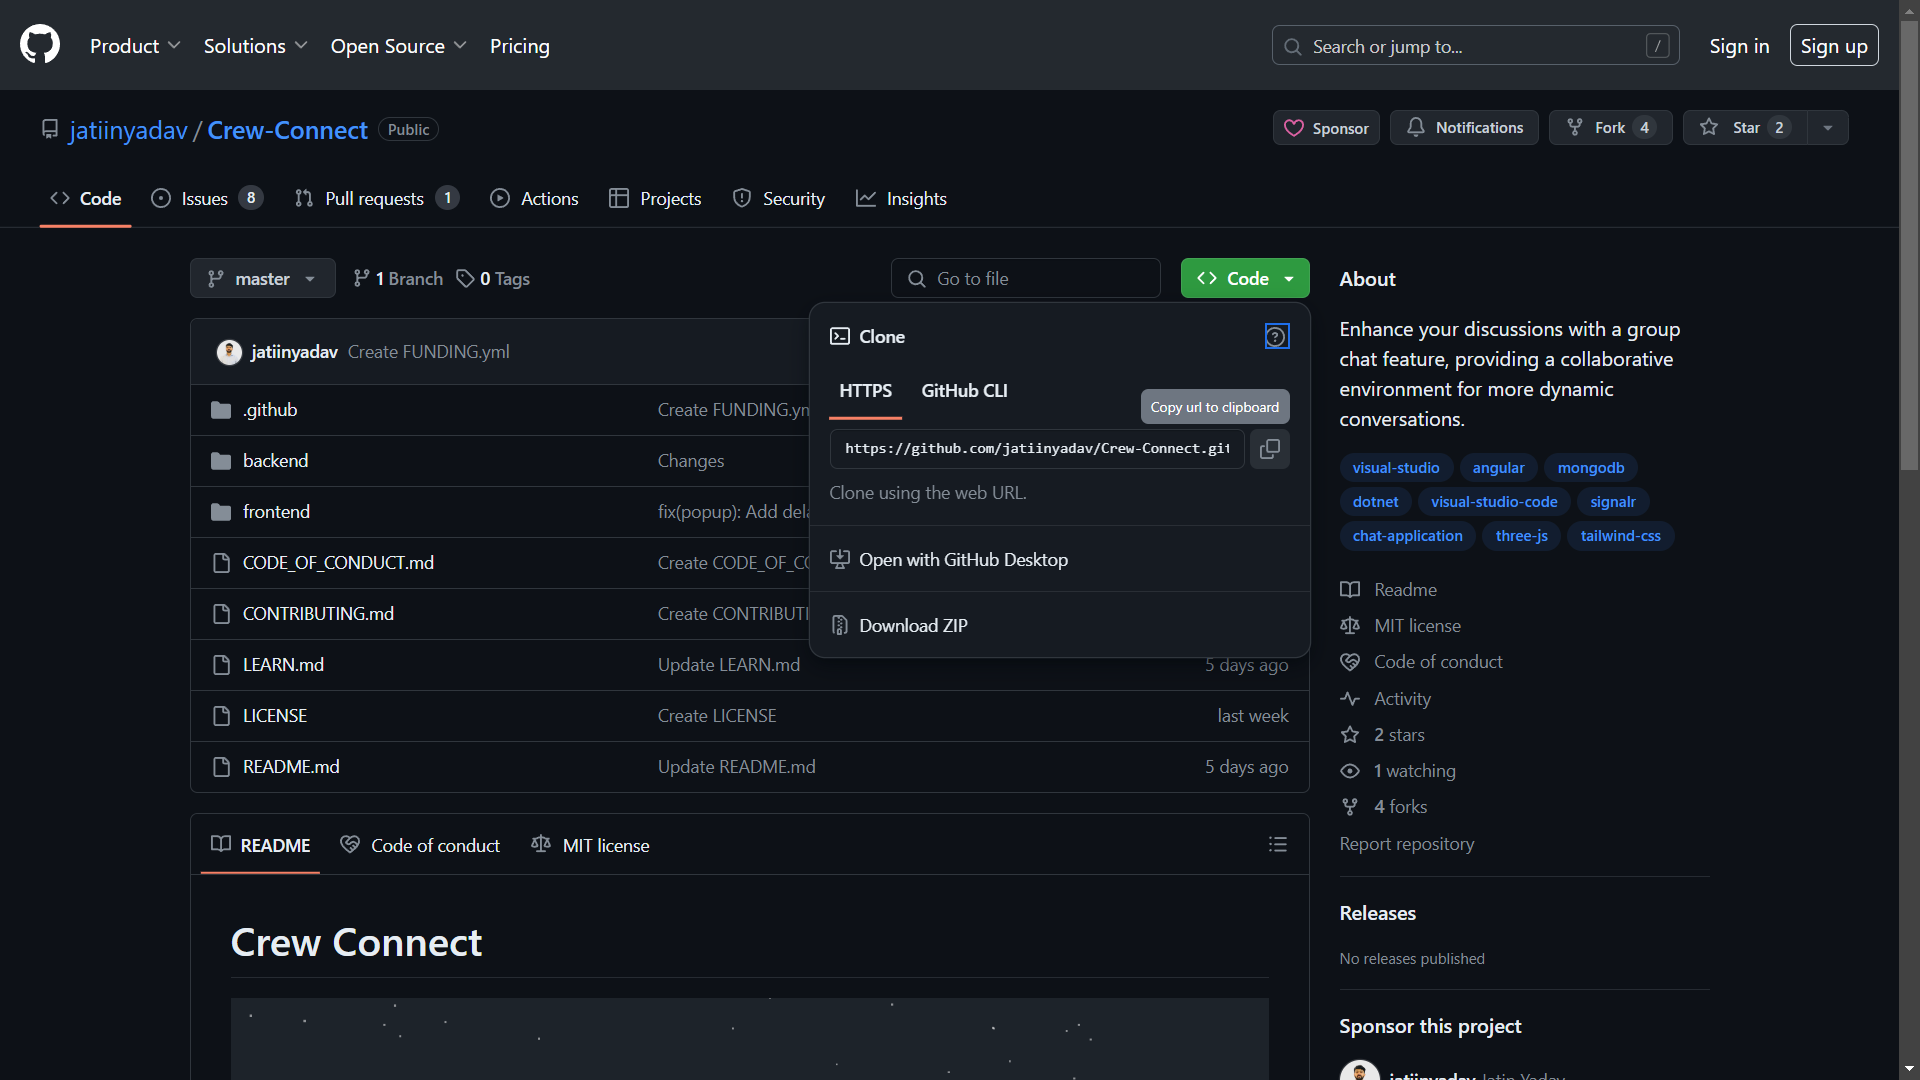 Product Solutions Open Source Pricing Search or jump to... / Sign in Sign up
jatiinyadav / Crew-Connect Public Sponsor Notifications Fork 4 Star 2
Code Issues 8 Pull requests 1 Actions Projects Security Insights
master 1 Branch 0 Tags Go to file Code
jatiinyadav Create FUNDING.yml
.github Create FUNDING.ym
backend Changes
frontend fix(popup): Add dela
CODE_OF_CONDUCT.md Create CODE_OF_CO
CONTRIBUTING.md Create CONTRIBUTI
LEARN.md Update LEARN.md 5 days ago
LICENSE Create LICENSE last week
README.md Update README.md 5 days ago
Clone
HTTPS GitHub CLI
Copy url to clipboard
https://github.com/jatiinyadav/Crew-Connect.git
Clone using the web URL.
Open with GitHub Desktop
Download ZIP
README Code of conduct MIT license
Crew Connect
About
Enhance your discussions with a group
chat feature, providing a collaborative
environment for more dynamic
conversations.
visual-studio angular mongodb
dotnet visual-studio-code signalr
chat-application three-js tailwind-css
Readme
MIT license
Code of conduct
Activity
2 stars
1 watching
4 forks
Report repository
Releases
No releases published
Sponsor this project
jatiinyadav Jatin Yadav